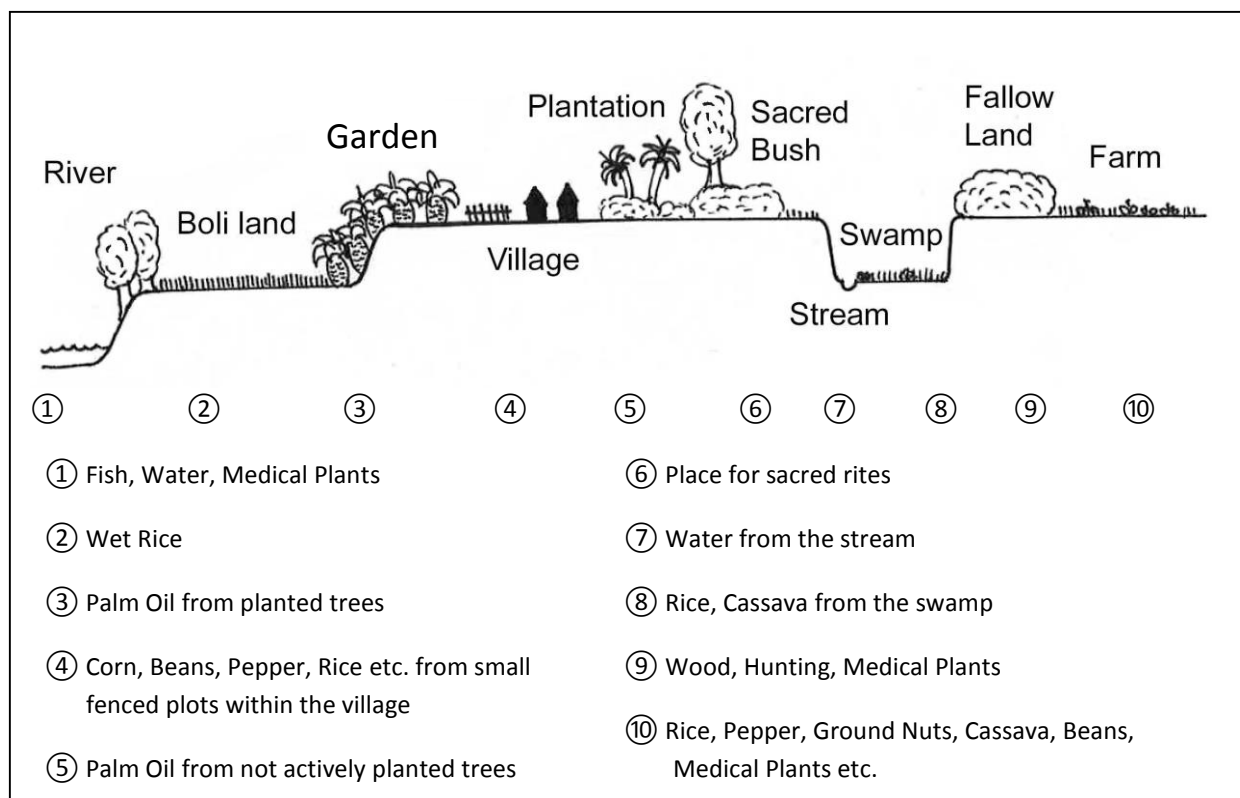 Plantation
Sacred
Bush
Fallow
Land
Garden
Farm
River
Boli land
Village
Swamp
Stream
① ② ③ ④ ⑤ ⑥ ⑦ ⑧ ⑨ ⑩
① Fish, Water, Medical Plants
② Wet Rice
③ Palm Oil from planted trees
④ Corn, Beans, Pepper, Rice etc. from small
fenced plots within the village
⑤ Palm Oil from not actively planted trees
⑥ Place for sacred rites
⑦ Water from the stream
⑧ Rice, Cassava from the swamp
⑨ Wood, Hunting, Medical Plants
⑩ Rice, Pepper, Ground Nuts, Cassava, Beans,
Medical Plants etc.